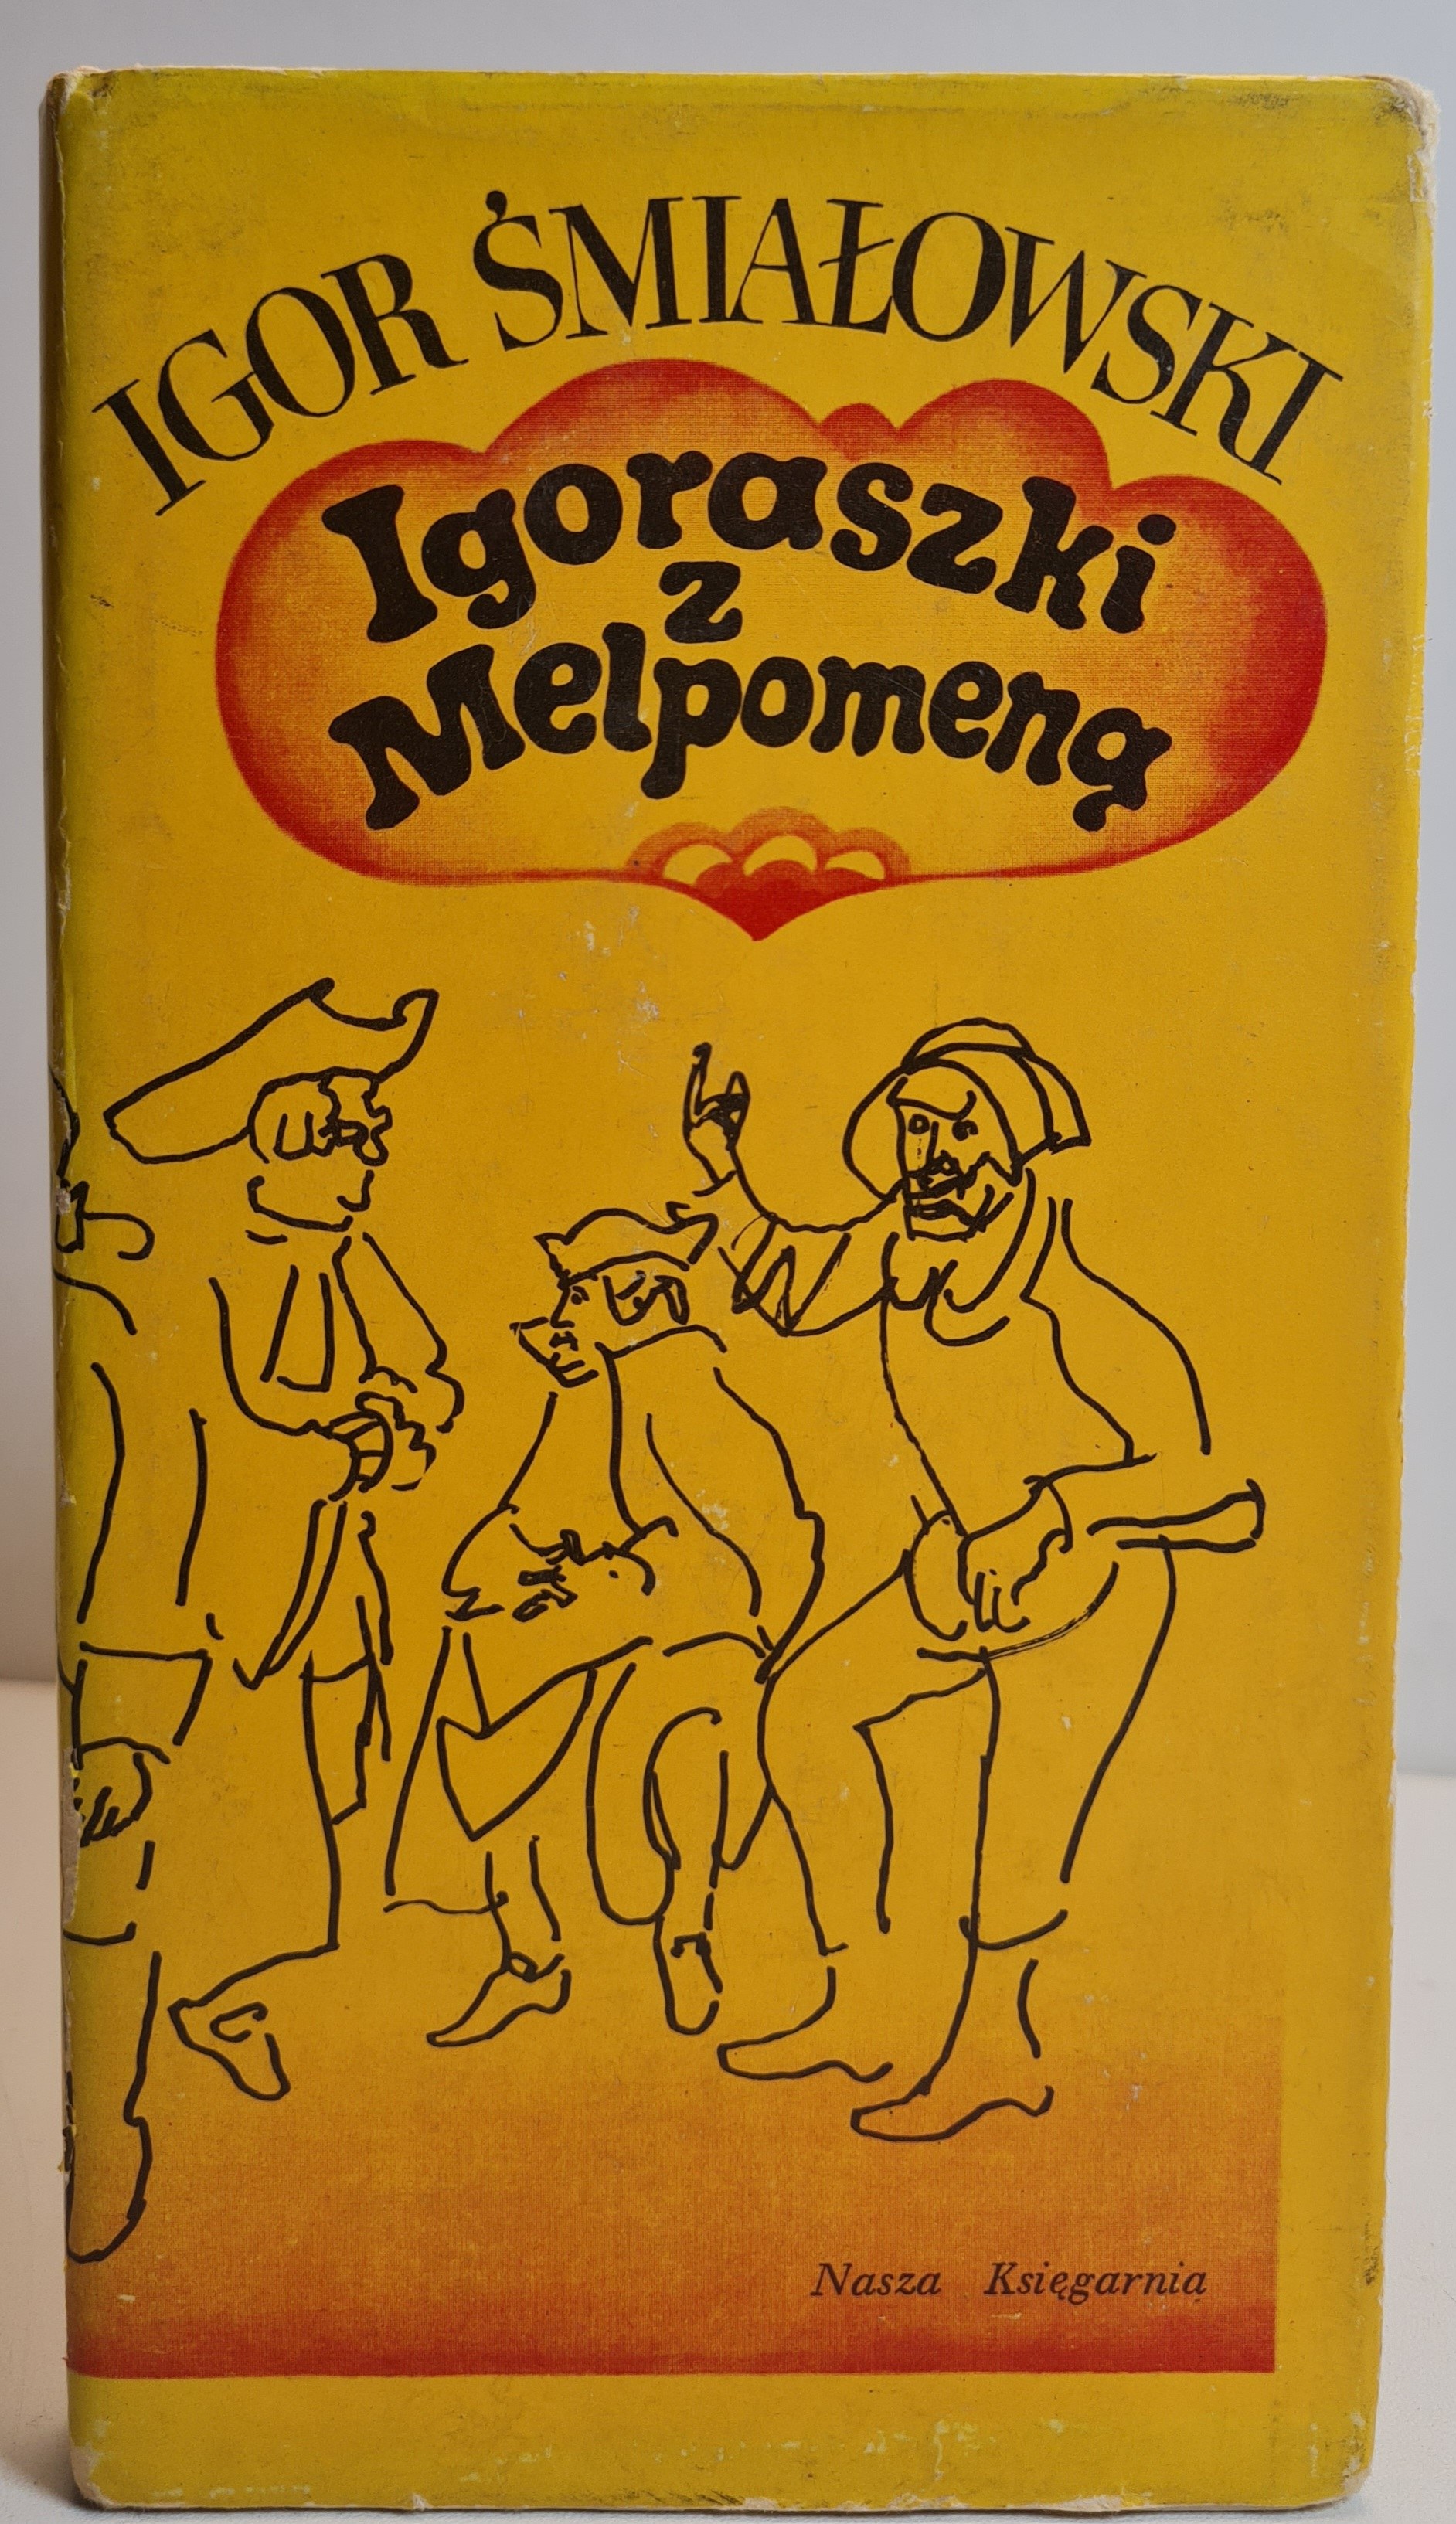 IGOR ŚMIAŁOWSKI
Igoraszki
z
Melpomeną
Nasza Księgarnia